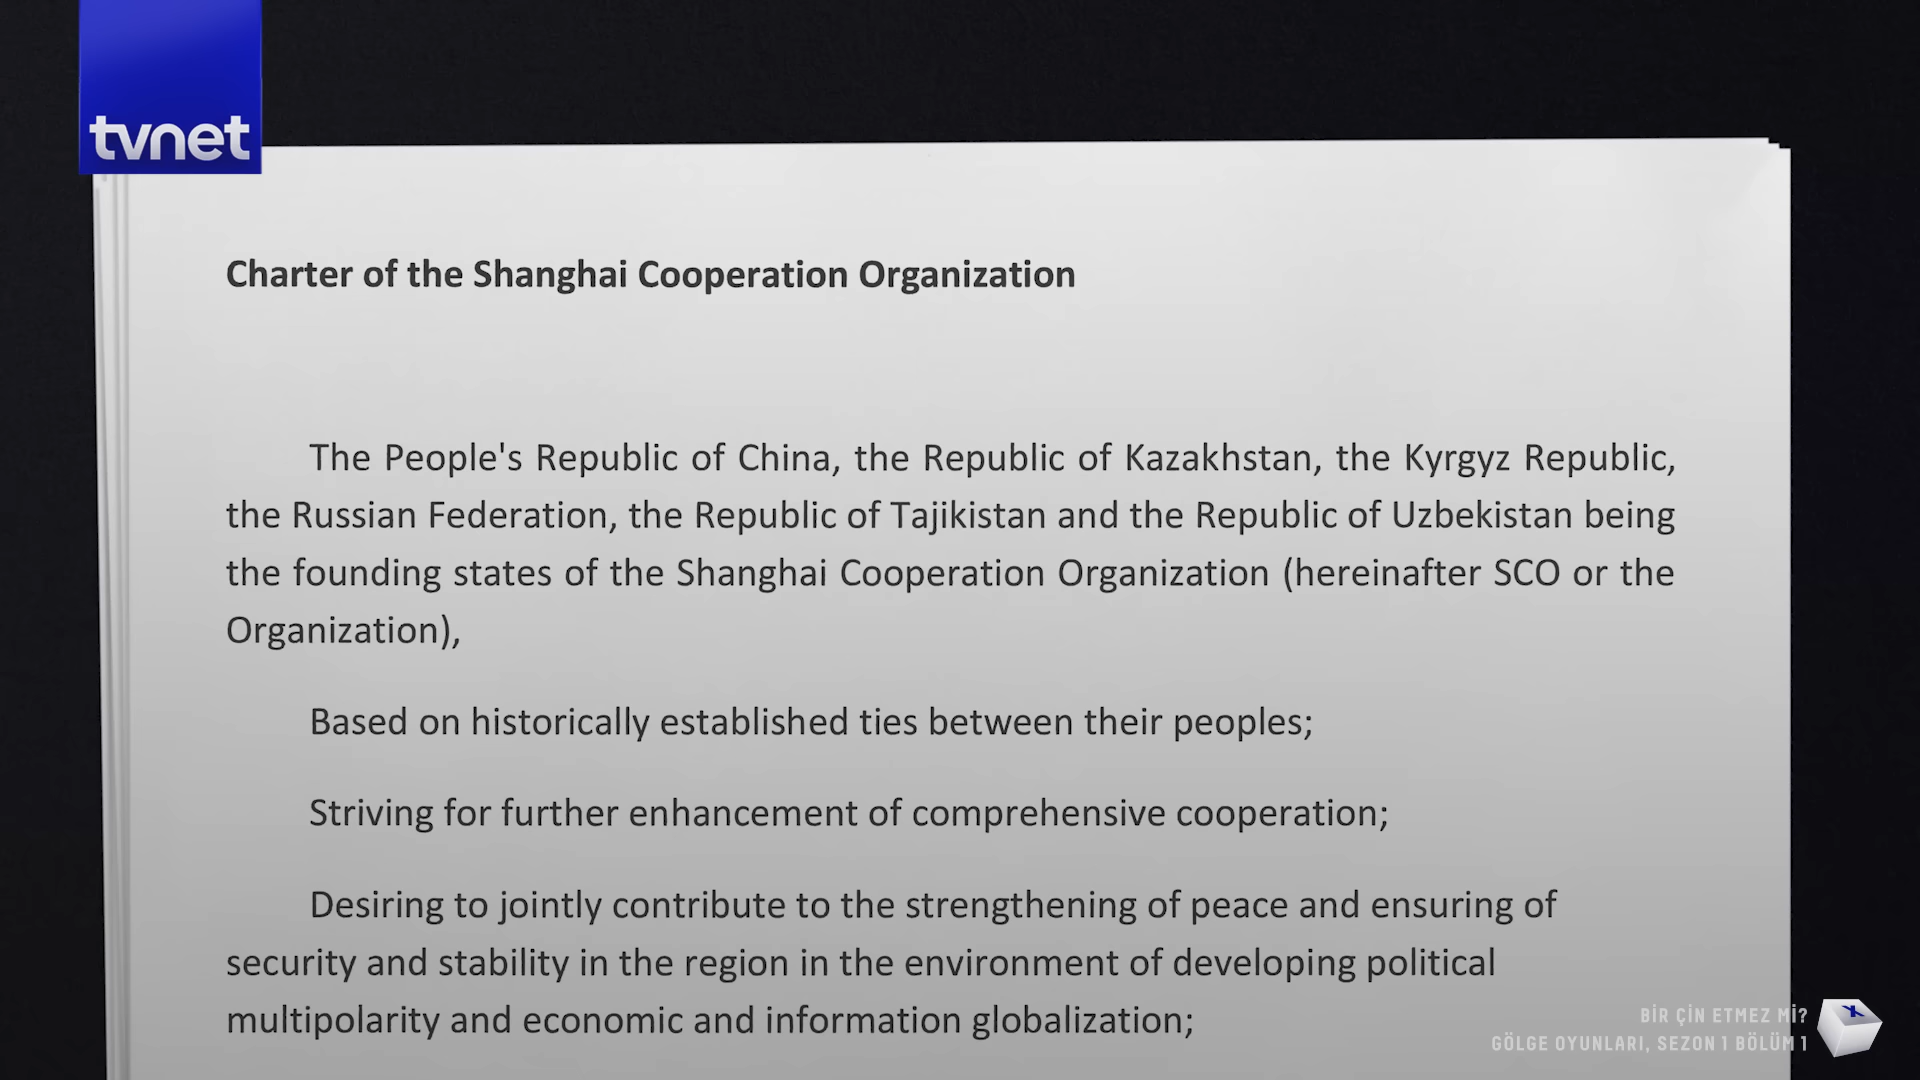 tvnet
Charter of the Shanghai Cooperation Organization
The People's Republic of China, the Republic of Kazakhstan, the Kyrgyz Republic,
the Russian Federation, the Republic of Tajikistan and the Republic of Uzbekistan being
the founding states of the Shanghai Cooperation Organization (hereinafter SCO or the
Organization),
Based on historically established ties between their peoples;
Striving for further enhancement of comprehensive cooperation;
Desiring to jointly contribute to the strengthening of peace and ensuring of
security and stability in the region in the environment of developing political
multipolarity and economic and information globalization;
BİR ÇİN ETMEZ Mİ?
GÖLGE OYUNLARI, SEZON 1 BÖLÜM 1